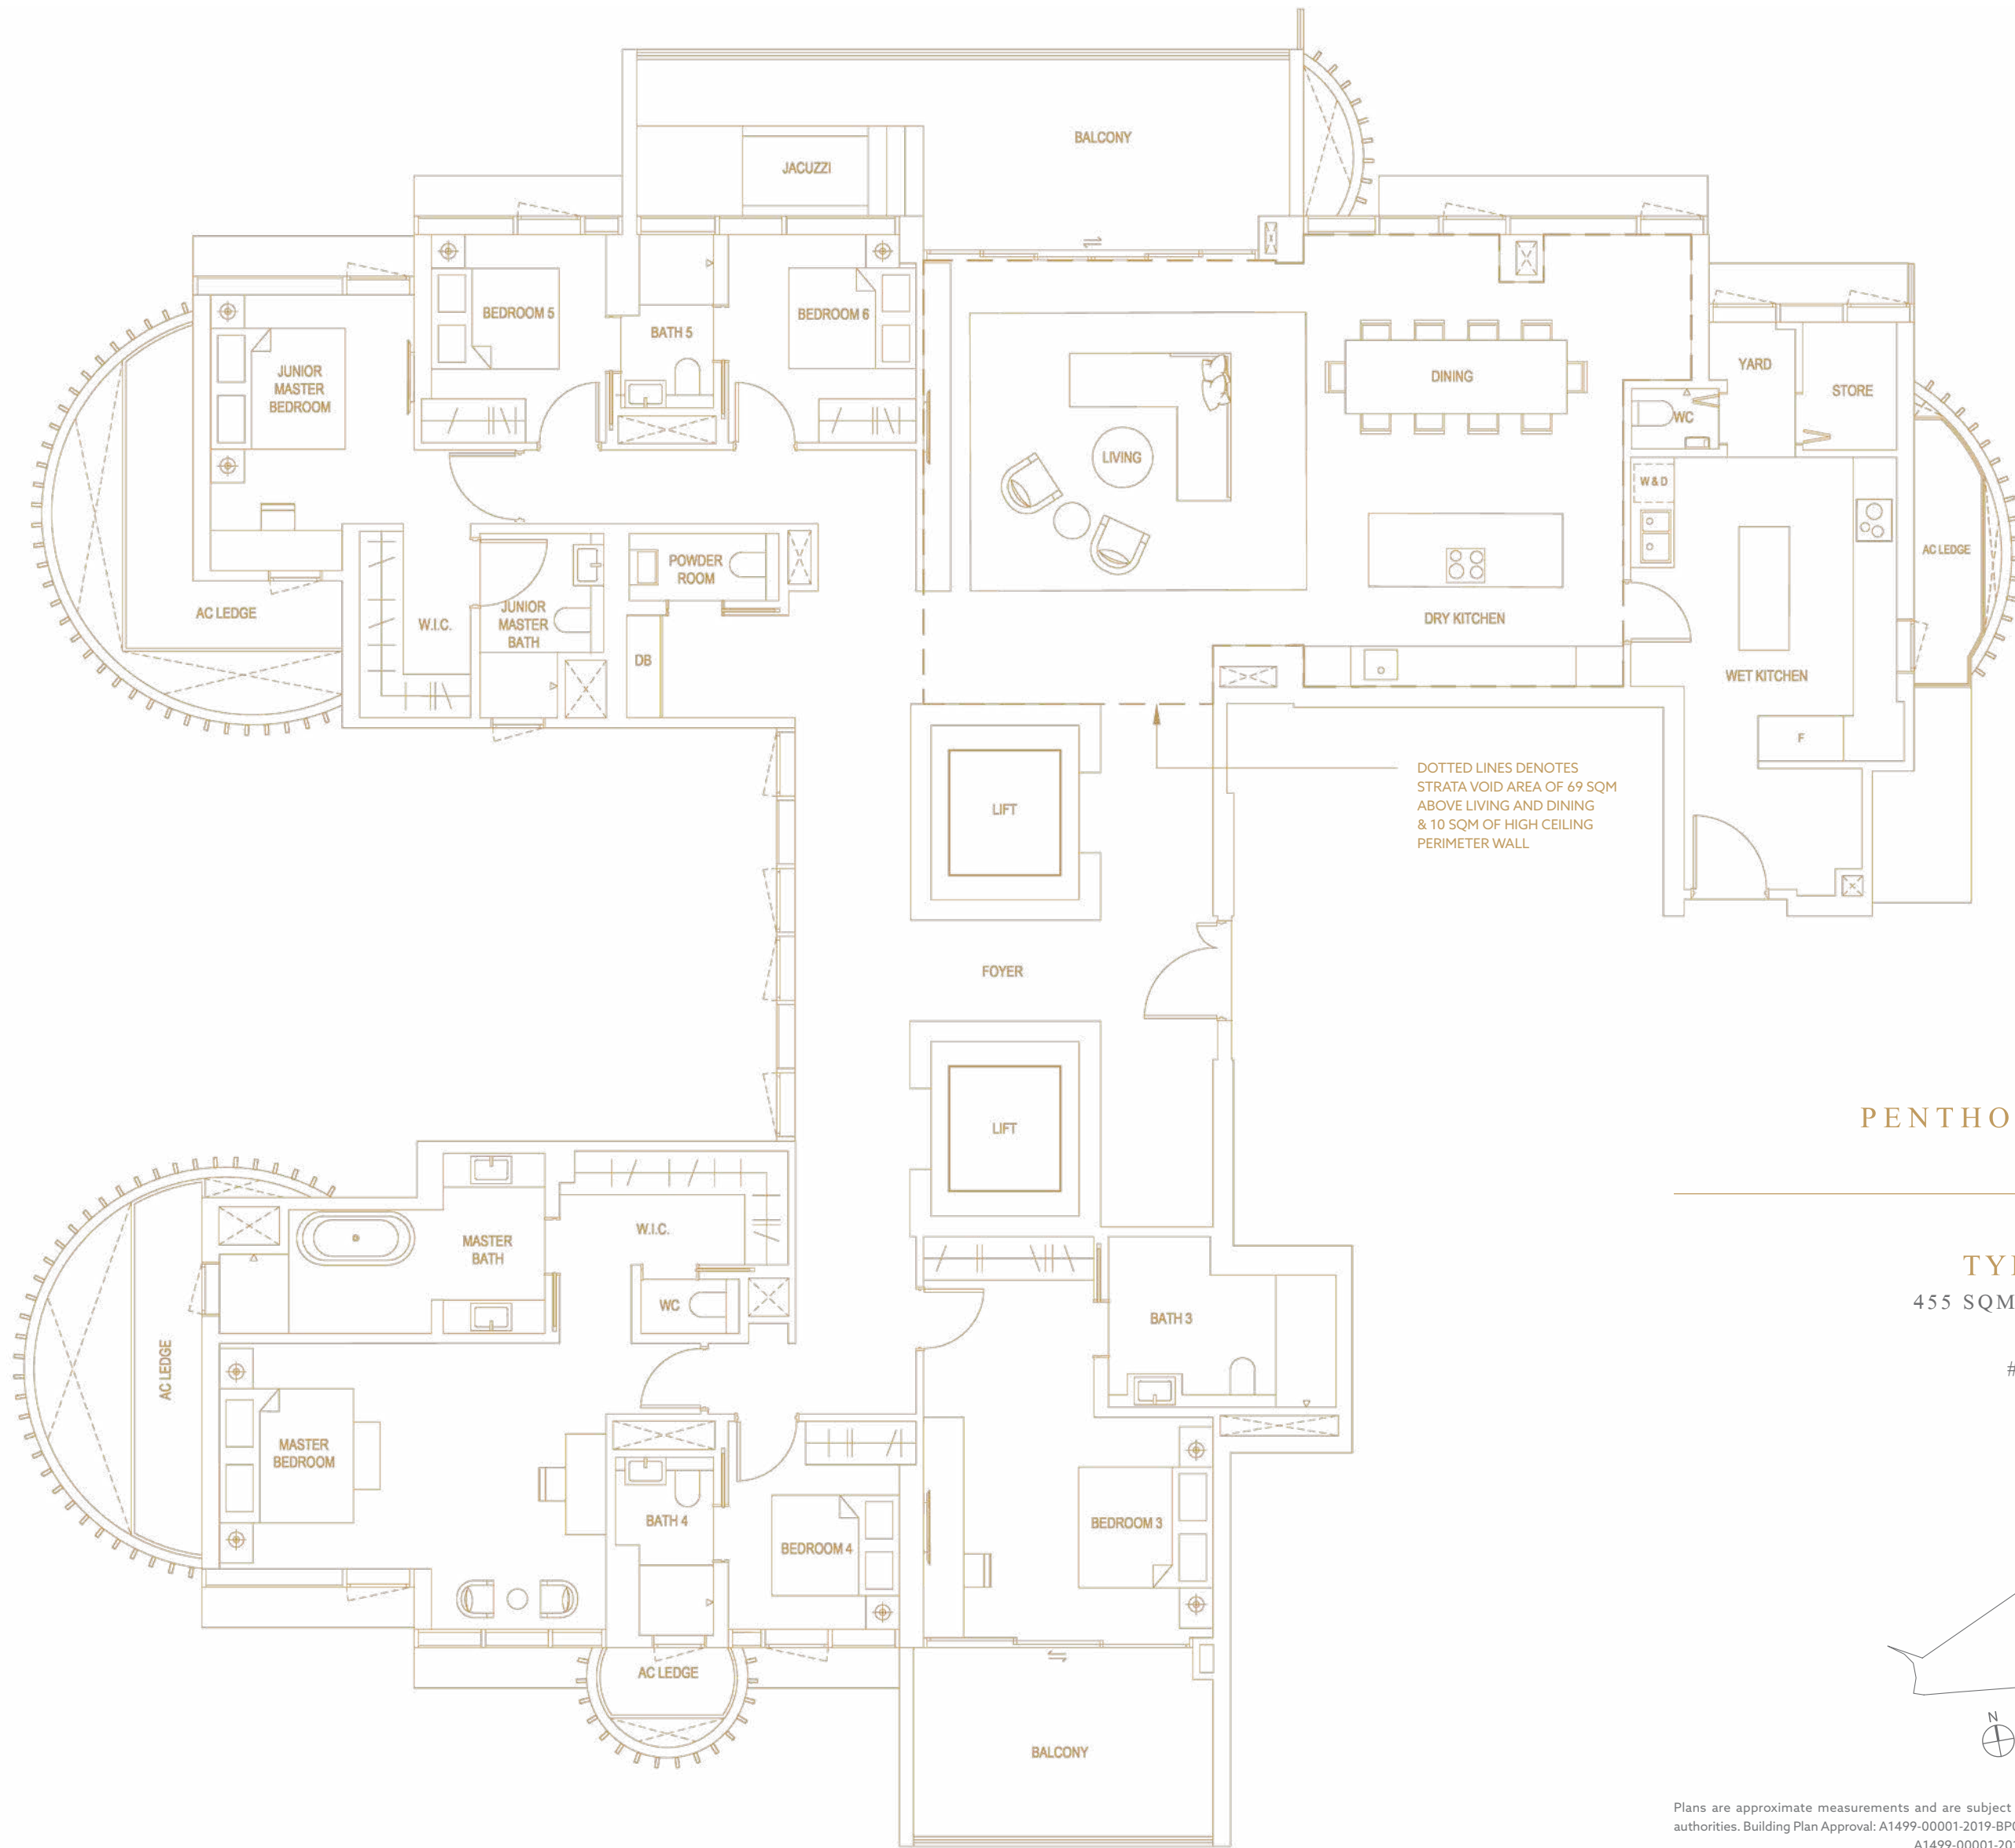 BALCONY
JACUZZI
BEDROOM 5
BATH 5
BEDROOM 6
JUNIOR
MASTER
BEDROOM
DINING
YARD
STORE
WC
LIVING
W & D
AC LEDGE
POWDER
ROOM
AC LEDGE
W.I.C.
JUNIOR
MASTER
BATH
DRY KITCHEN
DB
WET KITCHEN
F
DOTTED LINES DENOTES
STRATA VOID AREA OF 69 SQM
ABOVE LIVING AND DINING
& 10 SQM OF HIGH CEILING
PERIMETER WALL
LIFT
FOYER
LIFT
PENTHO
W.I.C.
MASTER
BATH
WC
BATH 3
TY
455 SQM
#
AC LEDGE
MASTER
BEDROOM
BATH 4
BEDROOM 4
BEDROOM 3
AC LEDGE
N
BALCONY
Plans are approximate measurements and are subject
authorities. Building Plan Approval: A1499-00001-2019-BP
A1499-00001-20